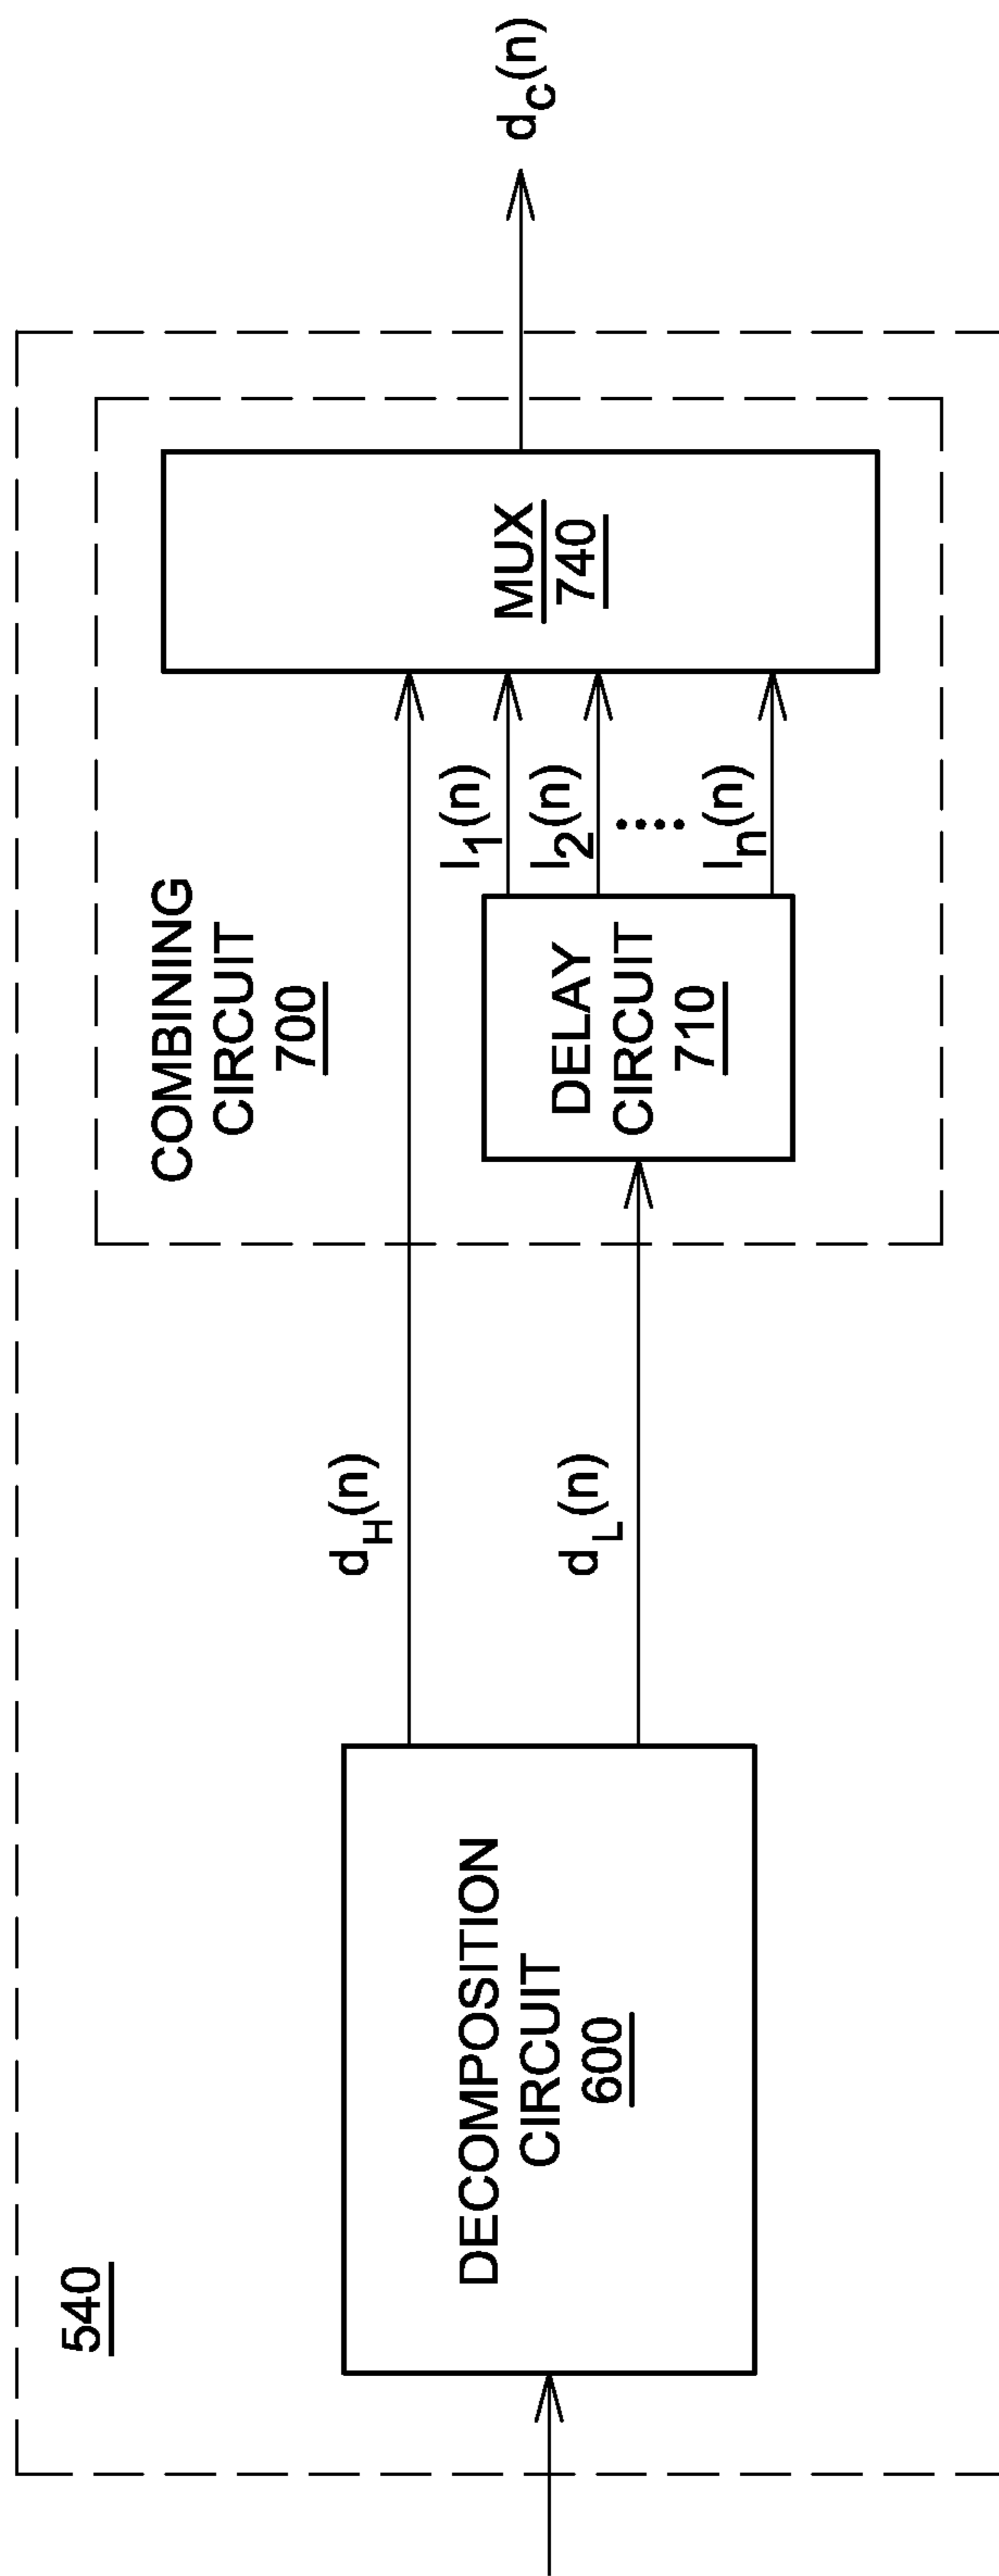 540
DECOMPOSITION
CIRCUIT
600
d_H(n)
d_L(n)
COMBINING
CIRCUIT
700
DELAY
CIRCUIT
710
I_1(n)
I_2(n)
I_n(n)
MUX
740
d_C(n)